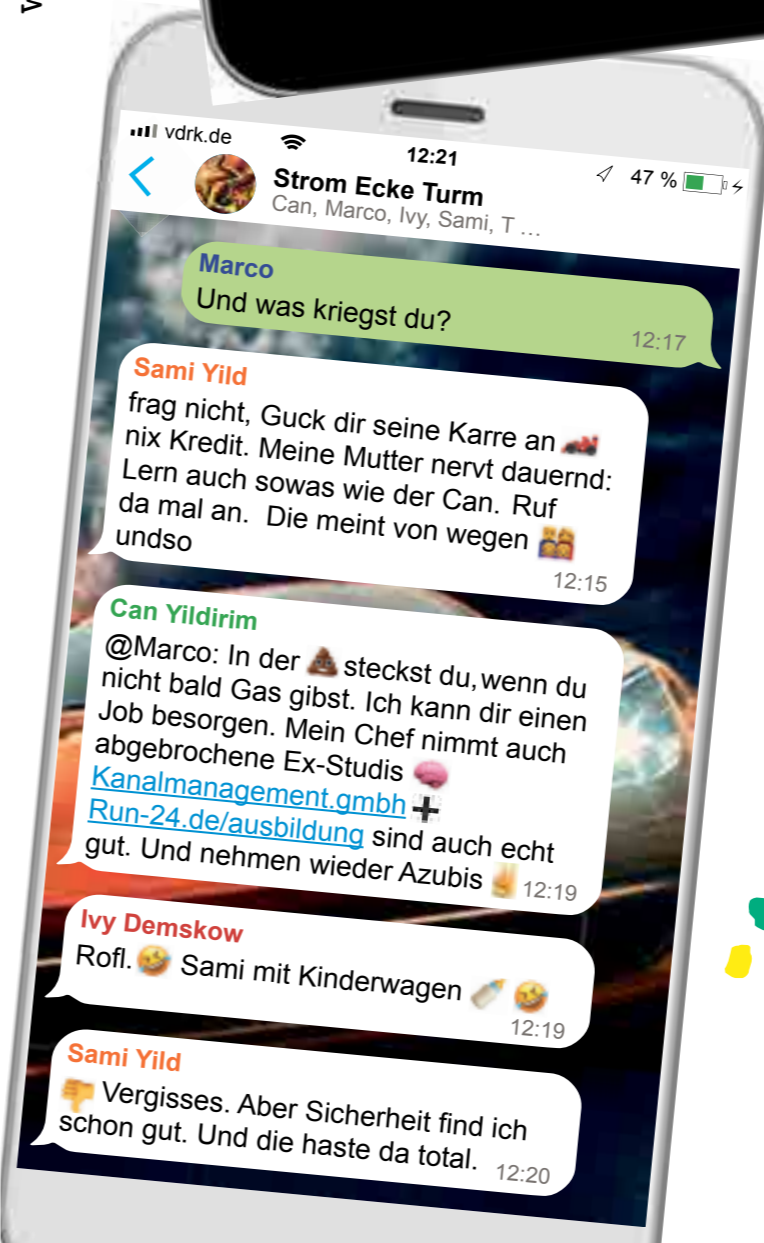 vdrk.de
12:21
47 %
Strom Ecke Turm
Can, Marco, Ivy, Sami, T ...
Marco
Und was kriegst du?
12:17
Sami Yild
frag nicht, Guck dir seine Karre an 🏎️
nix Kredit. Meine Mutter nervt dauernd:
Lern auch sowas wie der Can. Ruf
da mal an. Die meint von wegen 👨‍👩‍👧‍👦
undso
12:15
Can Yildirim
@Marco: In der 💩 steckst du,wenn du
nicht bald Gas gibst. Ich kann dir einen
Job besorgen. Mein Chef nimmt auch
abgebrochene Ex-Studis 🧠
Kanalmanagement.gmbh ➕
Run-24.de/ausbildung sind auch echt
gut. Und nehmen wieder Azubis 12:19
Ivy Demskow
Rofl. 🤣 Sami mit Kinderwagen 🍼 🤣
12:19
Sami Yild
👎 Vergisses. Aber Sicherheit find ich
schon gut. Und die haste da total. 12:20